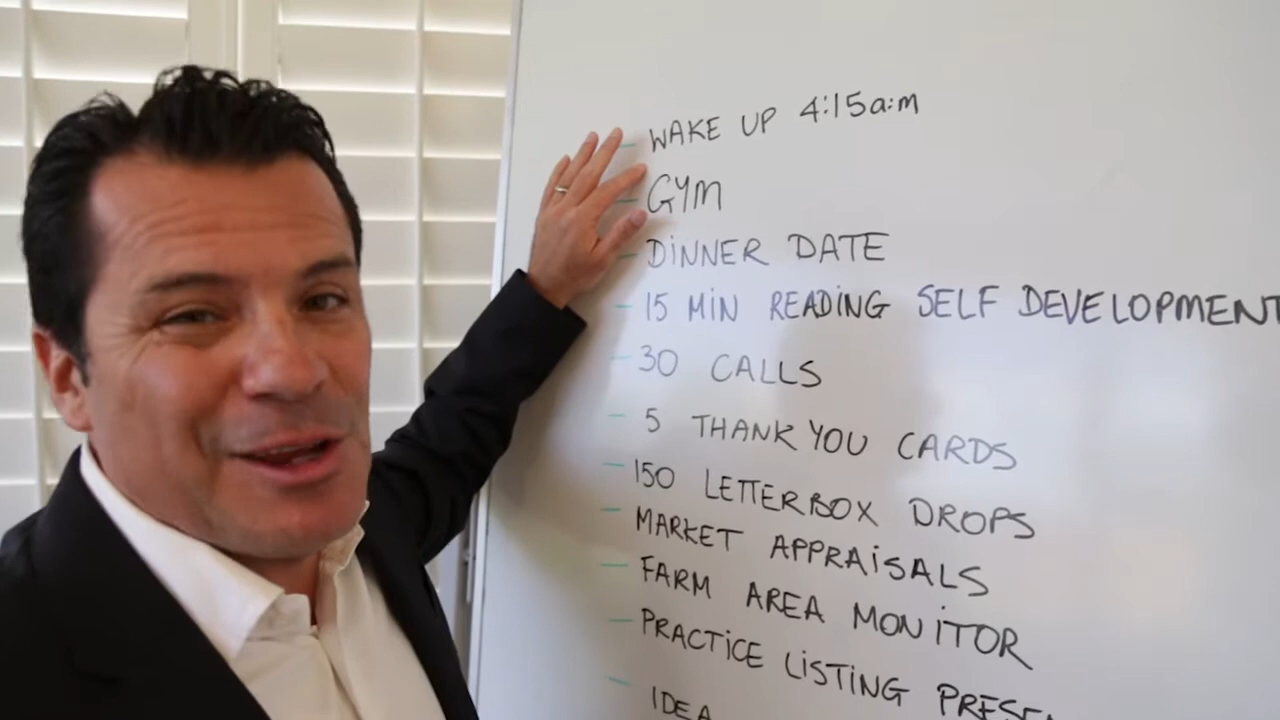 WAKE UP 4:15a:m
GYM
DINNER DATE
15 MIN READING SELF DEVELOPMENT
30 CALLS
5 THANK YOU CARDS
150 LETTERBOX DROPS
MARKET APPRAISALS
FARM AREA MONITOR
PRACTICE LISTING
IDEA